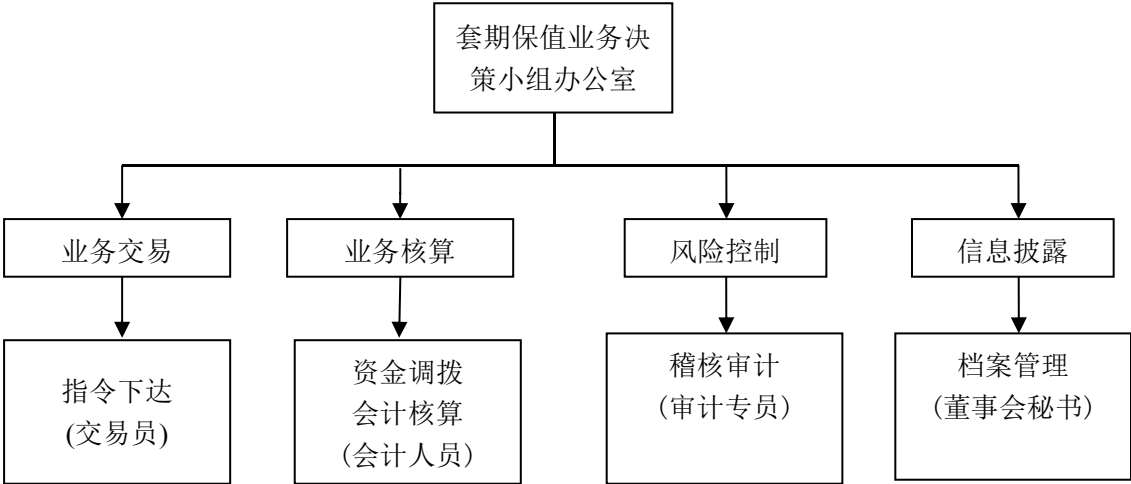 套期保值业务决
策小组办公室
业务交易
业务核算
风险控制
信息披露
指令下达
(交易员)
资金调拨
会计核算
（会计人员）
稽核审计
（审计专员）
档案管理
（董事会秘书）